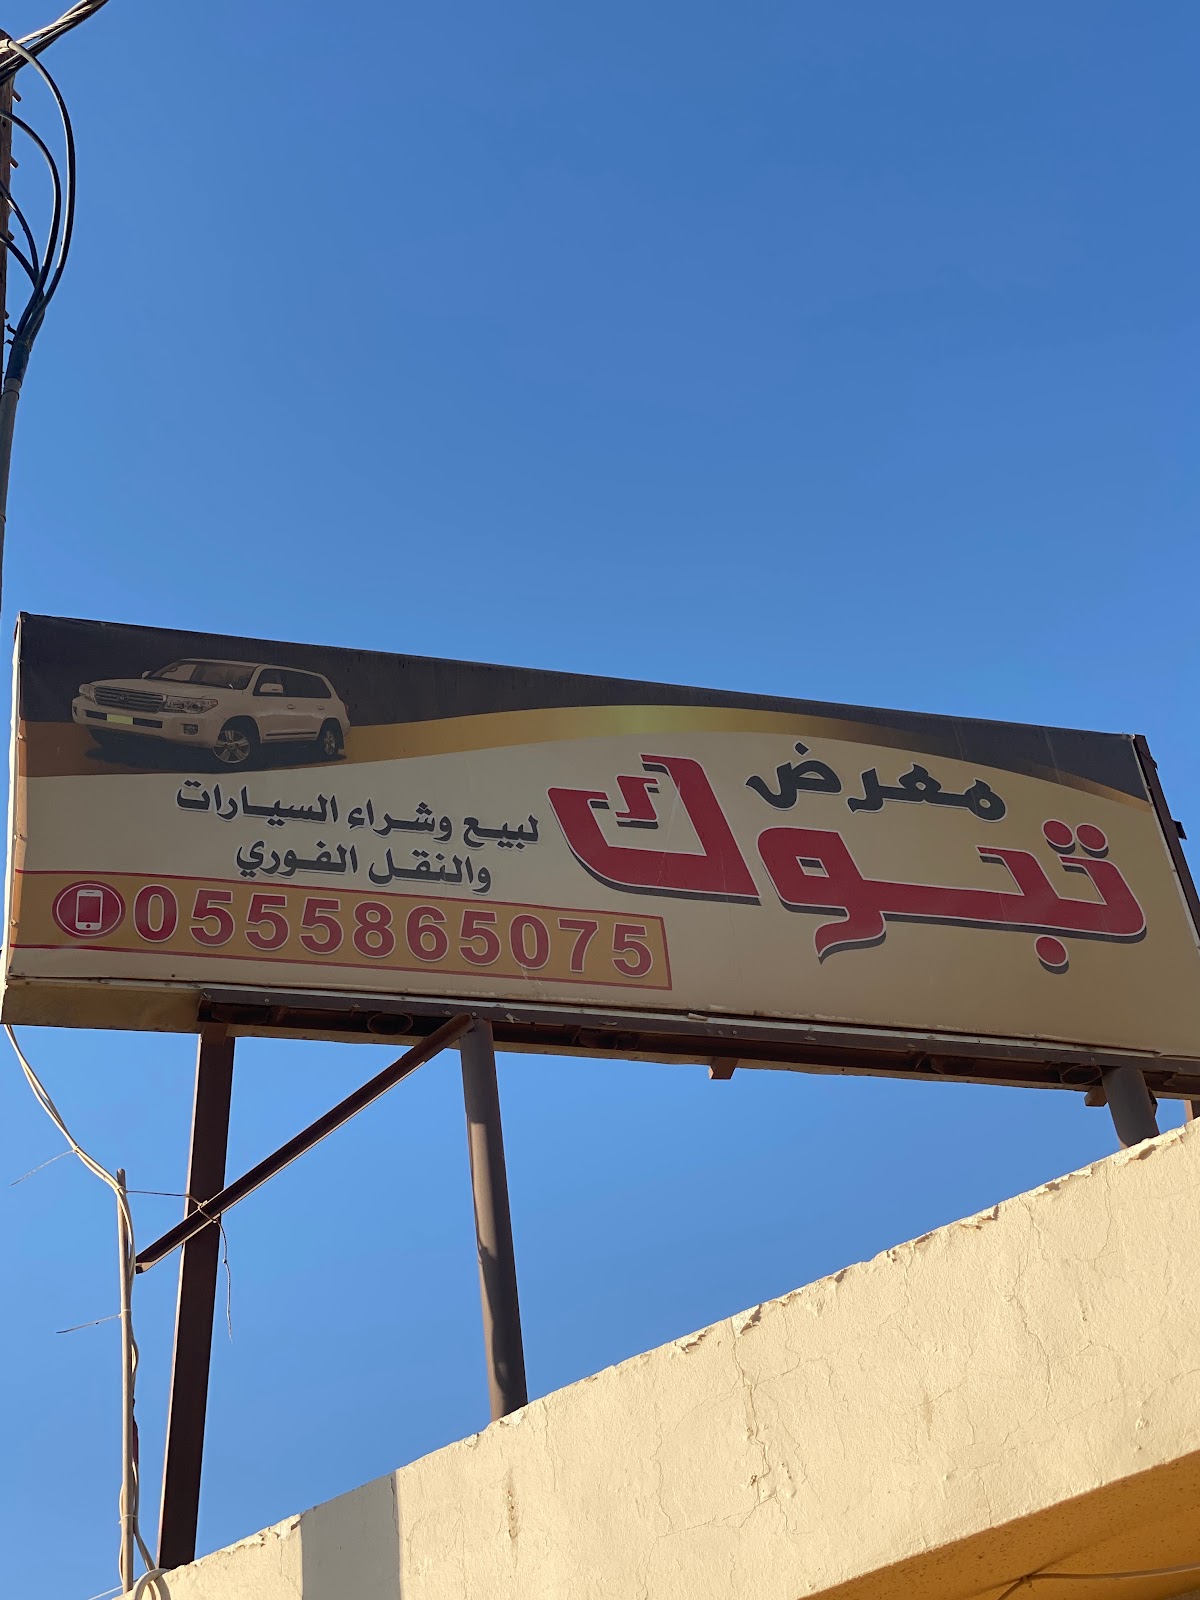 معرض
تبوك
لبيع وشراء السيارات
والنقل الفوري
0555865075